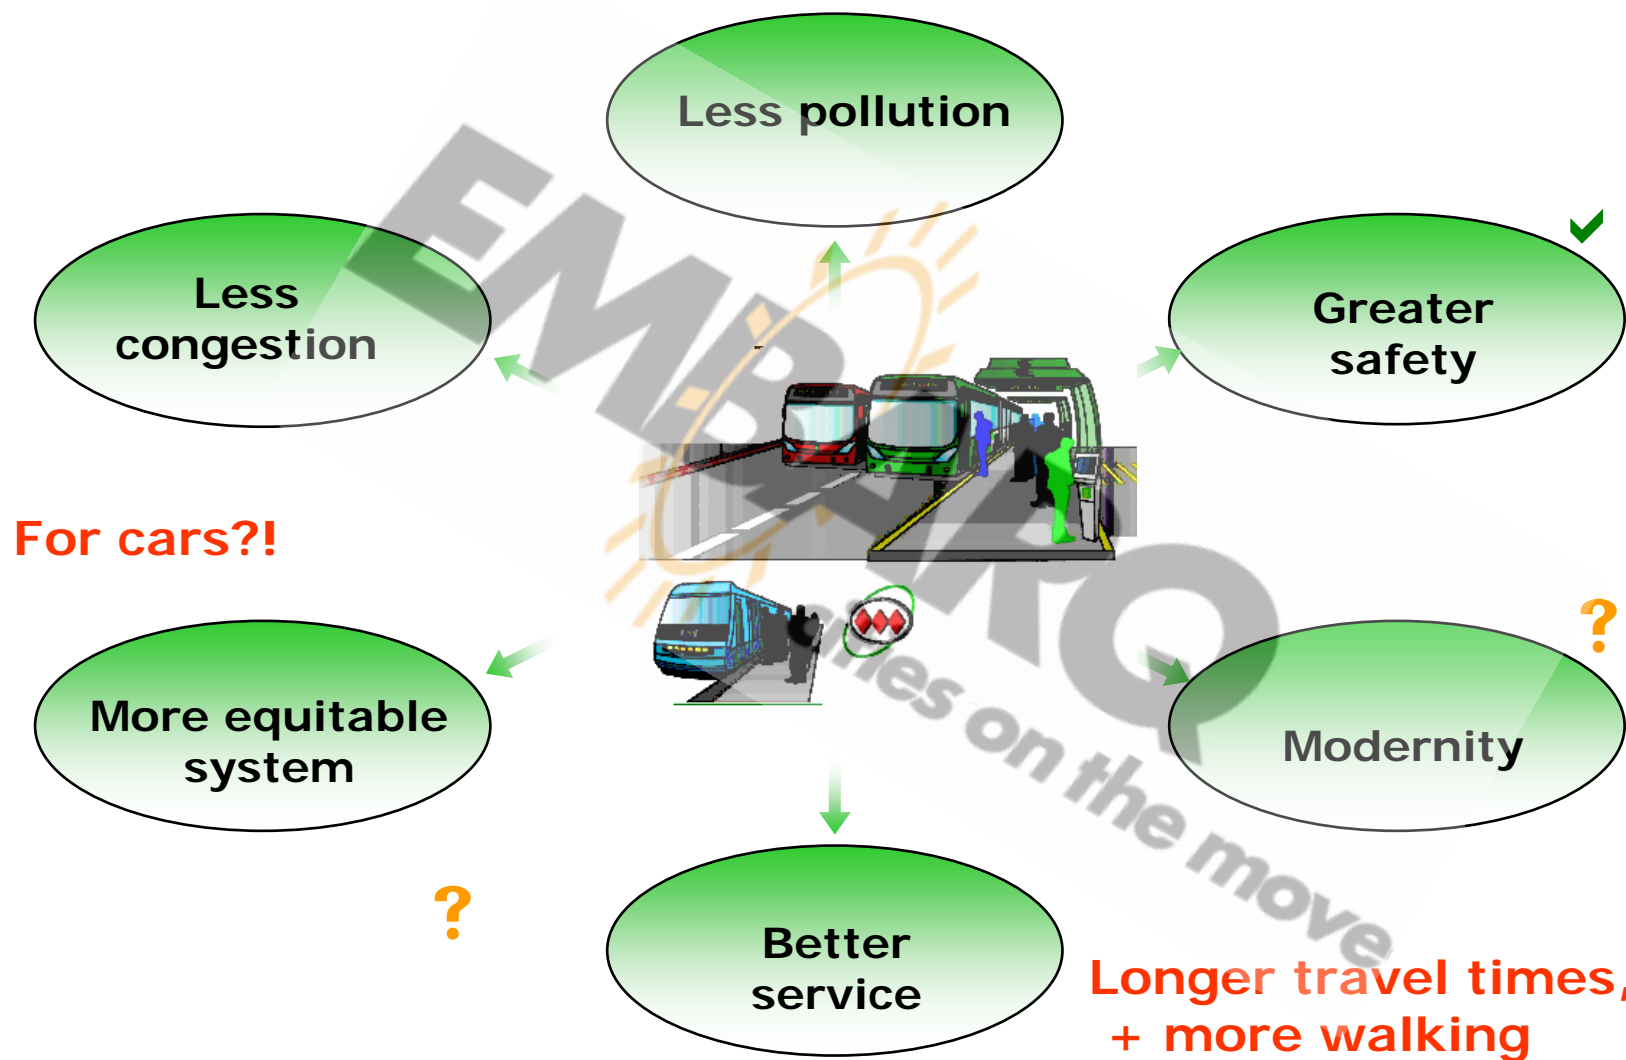 Less pollution
Less
congestion
Greater
safety
For cars?!
?
More equitable
system
Modernity
?
Better
service
Longer travel times,
+ more walking
EMBARQ
cities on the move